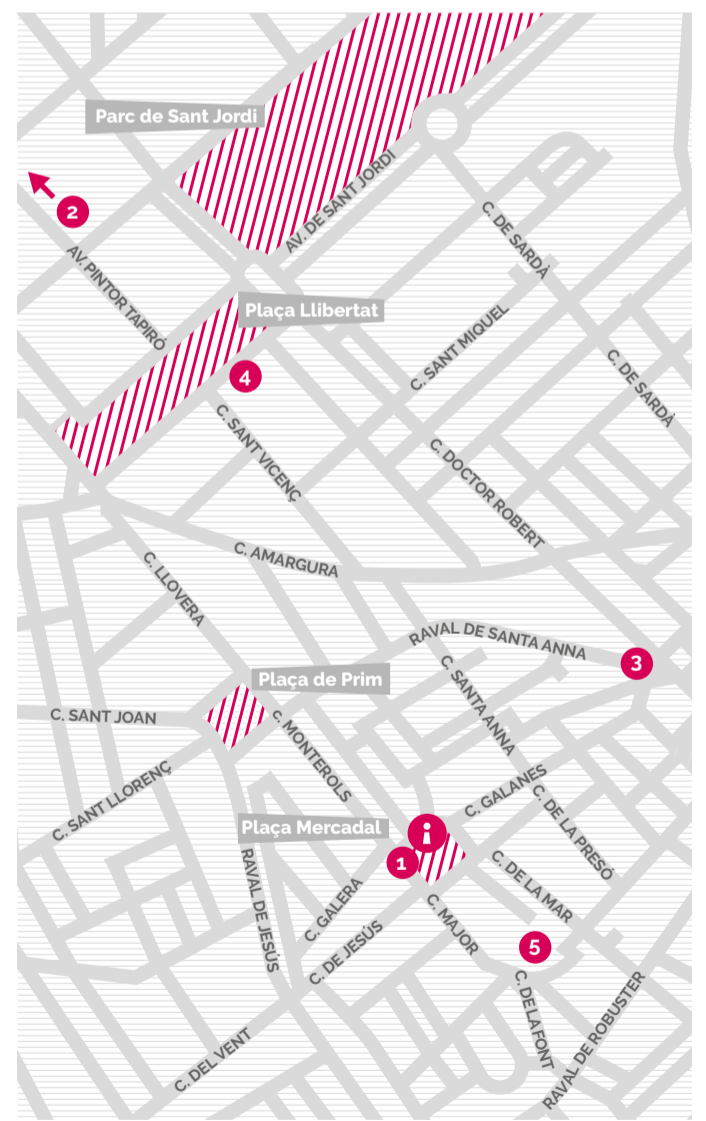 Parc de Sant Jordi
2
AV. DE SANT JORDI
C. DE SARDÀ
AV. PINTOR TAPIRÓ
Plaça Llibertat
4
C. SANT MIQUEL
C. DE SARDÀ
C. SANT VICENÇ
C. DOCTOR ROBERT
C. AMARGURA
C. LLOVERA
RAVAL DE SANTA ANNA
3
Plaça de Prim
C. SANTA ANNA
C. SANT JOAN
C. MONTEROLS
C. SANT LLORENÇ
C. GALANES
C. DE LA PRESÓ
Plaça Mercadal
i
1
C. DE LA MAR
RAVAL DE JESÚS
C. GALERA
C. DE JESÚS
C. MAJOR
5
C. DE LA FONT
RAVAL DE ROBUSTER
C. DEL VENT